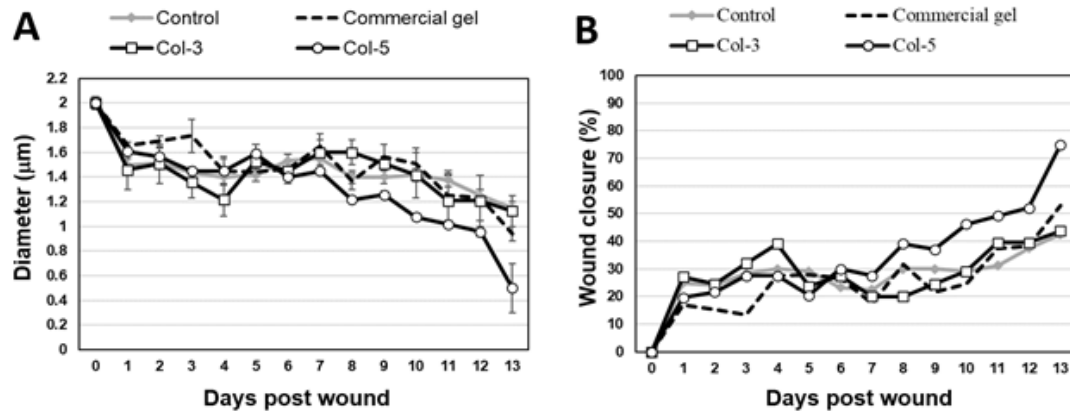 A
Control
Commercial gel
Col-3
Col-5
2.2
2
1.8
1.6
1.4
1.2
1
0.8
0.6
0.4
0.2
0
Diameter (μm)
0 1 2 3 4 5 6 7 8 9 10 11 12 13
Days post wound
B
Control
Commercial gel
Col-3
Col-5
100
90
80
70
60
50
40
30
20
10
0
Wound closure (%)
0 1 2 3 4 5 6 7 8 9 10 11 12 13
Days post wound